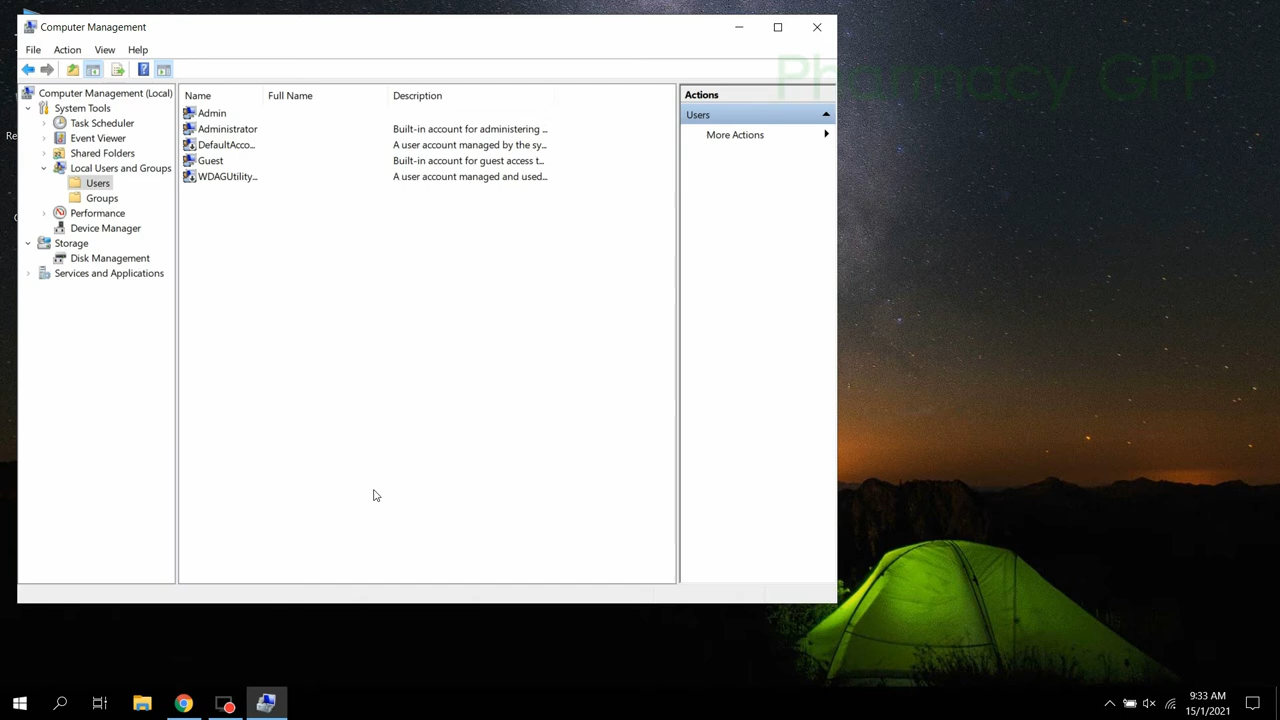 Computer Management
File Action View Help
Pharmacy GPP
Computer Management (Local)
System Tools
Task Scheduler
Event Viewer
Shared Folders
Local Users and Groups
Users
Groups
Performance
Device Manager
Storage
Disk Management
Services and Applications
Name Full Name Description
Admin
Administrator Built-in account for administering ...
DefaultAcco... A user account managed by the sy...
Guest Built-in account for guest access t...
WDAGUtility... A user account managed and used...
Actions
Users
More Actions
Re
9:33 AM
15/1/2021